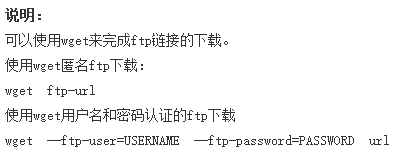 说明：
可以使用wget来完成ftp链接的下载。
使用wget匿名ftp下载：
wget ftp-url
使用wget用户名和密码认证的ftp下载
wget —ftp-user=USERNAME —ftp-password=PASSWORD url